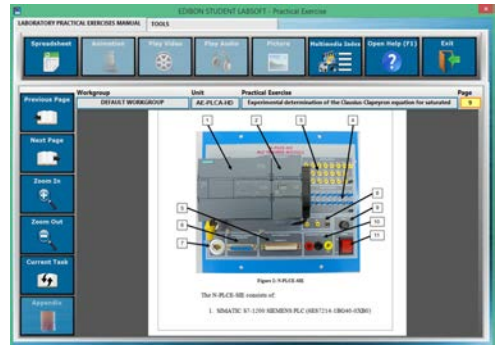 EDIBON STUDENT LABSOFT - Practical Exercise
LABORATORY PRACTICAL EXERCISES MANUAL TOOLS
Spreadsheet Animation Play Video Play Audio Picture Multimedia Index Open Help (F1) Exit
Workgroup Unit Practical Exercise Page
DEFAULT WORKGROUP AE-PLCA-HD Experimental determination of the Clausius-Clapeyron equation for saturated 9
Previous Page
Next Page
Zoom In
Zoom Out
Current Task
Appendix
1 2 3 4
5
6
7
8
9
10
11
Figure 2: N-PLCE-SIE
The N-PLCE-SIE consists of:
1. SIMATIC S7-1200 SIEMENS PLC (6ES7214-1BG40-0XB0)